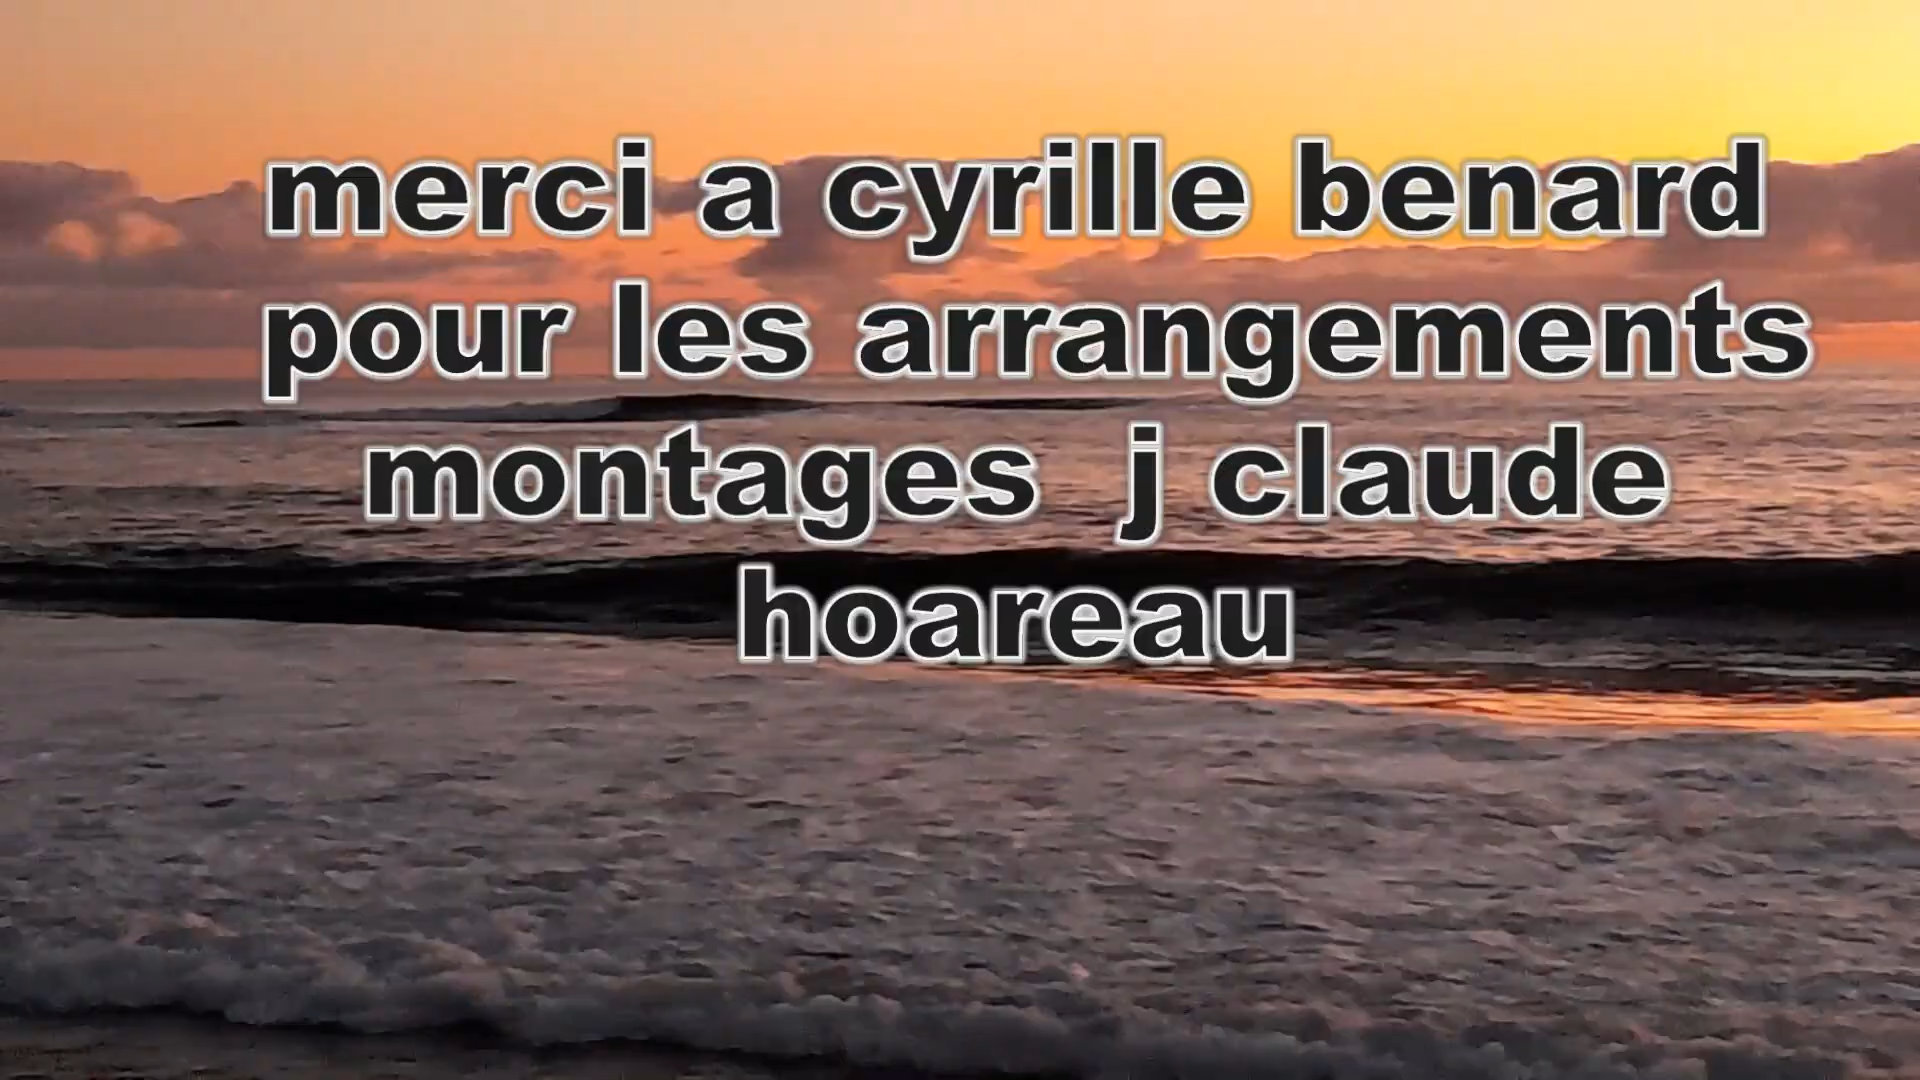 merci a cyrille benard
pour les arrangements
montages  j claude
hoareau